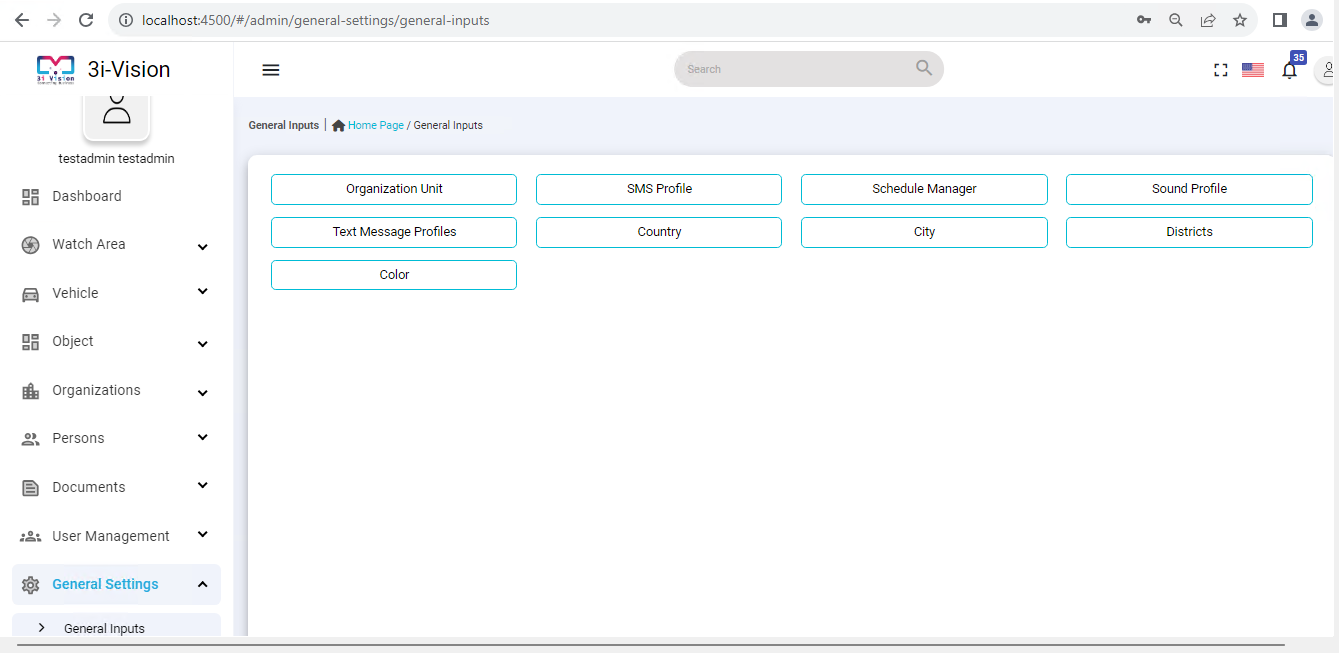 localhost:4500/#/admin/general-settings/general-inputs
3i Vision
3i-Vision
Search
35
testadmin testadmin
Dashboard
Watch Area
Vehicle
Object
Organizations
Persons
Documents
User Management
General Settings
General Inputs
General Inputs | Home Page / General Inputs
Organization Unit
SMS Profile
Schedule Manager
Sound Profile
Text Message Profiles
Country
City
Districts
Color